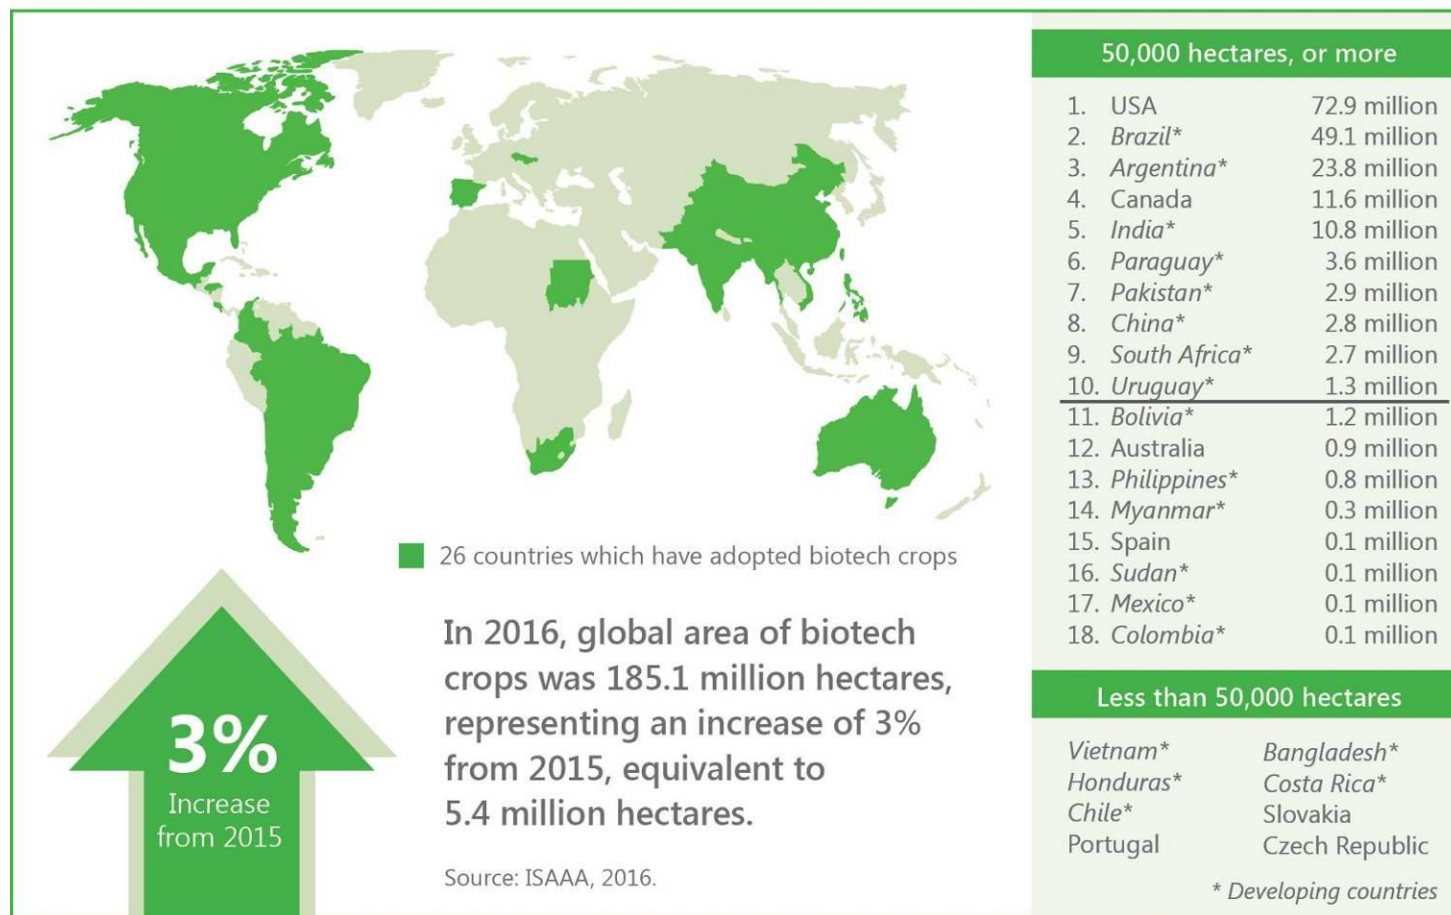 50,000 hectares, or more
1. USA 72.9 million
2. Brazil* 49.1 million
3. Argentina* 23.8 million
4. Canada 11.6 million
5. India* 10.8 million
6. Paraguay* 3.6 million
7. Pakistan* 2.9 million
8. China* 2.8 million
9. South Africa* 2.7 million
10. Uruguay* 1.3 million
11. Bolivia* 1.2 million
12. Australia 0.9 million
13. Philippines* 0.8 million
14. Myanmar* 0.3 million
15. Spain 0.1 million
16. Sudan* 0.1 million
17. Mexico* 0.1 million
18. Colombia* 0.1 million
Less than 50,000 hectares
Vietnam* Bangladesh*
Honduras* Costa Rica*
Chile* Slovakia
Portugal Czech Republic
* Developing countries
26 countries which have adopted biotech crops
3%
Increase
from 2015
In 2016, global area of biotech
crops was 185.1 million hectares,
representing an increase of 3%
from 2015, equivalent to
5.4 million hectares.
Source: ISAAA, 2016.